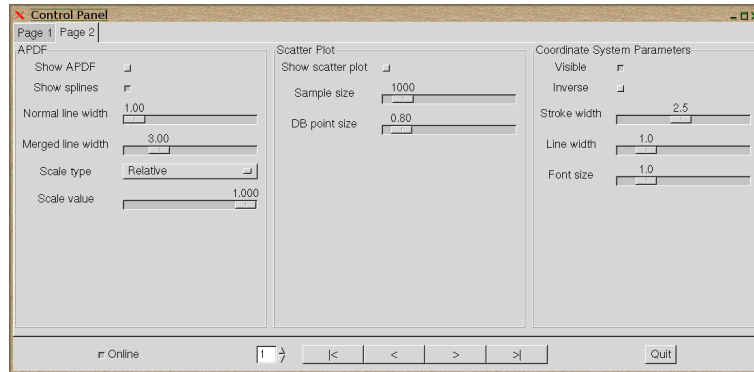 Control Panel
Page 1 Page 2
APDF
Show APDF
Show splines
Normal line width 1.00
Merged line width 3.00
Scale type Relative
Scale value 1.000
Scatter Plot
Show scatter plot
Sample size 1000
DB point size 0.80
Coordinate System Parameters
Visible
Inverse
Stroke width 2.5
Line width 1.0
Font size 1.0
Online 1 |< < > >| Quit